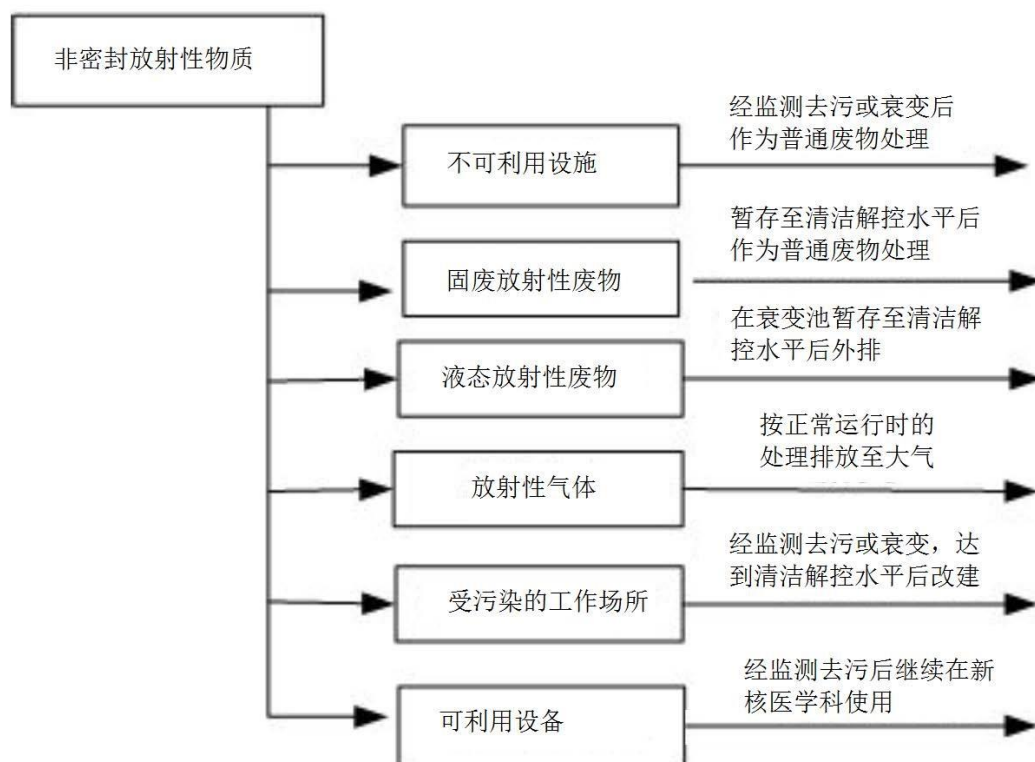 非密封放射性物质
经监测去污或衰变后
作为普通废物处理
不可利用设施
暂存至清洁解控水平后
作为普通废物处理
固废放射性废物
在衰变池暂存至清洁解
控水平后外排
液态放射性废物
按正常运行时的
处理排放至大气
放射性气体
经监测去污或衰变，达
到清洁解控水平后改建
受污染的工作场所
经监测去污后继续在新
核医学科使用
可利用设备